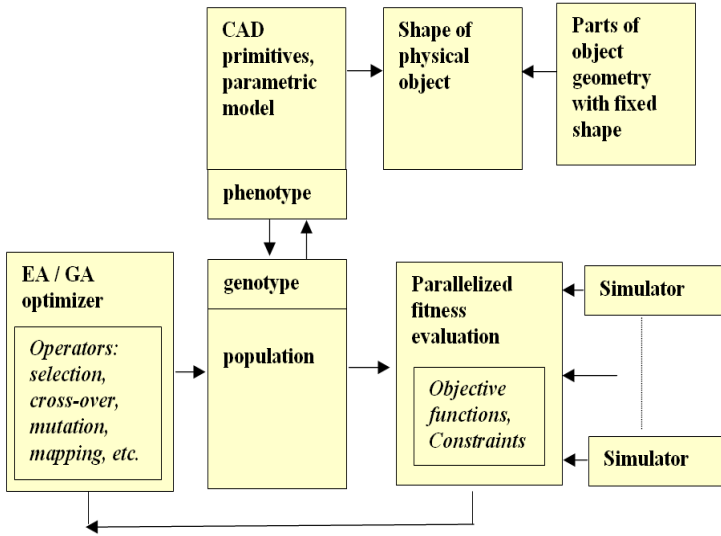 CAD
primitives,
parametric
model
Shape of
physical
object
Parts of
object
geometry
with fixed
shape
phenotype
EA / GA
optimizer
Operators:
selection,
cross-over,
mutation,
mapping, etc.
genotype
population
Parallelized
fitness
evaluation
Objective
functions,
Constraints
Simulator
Simulator